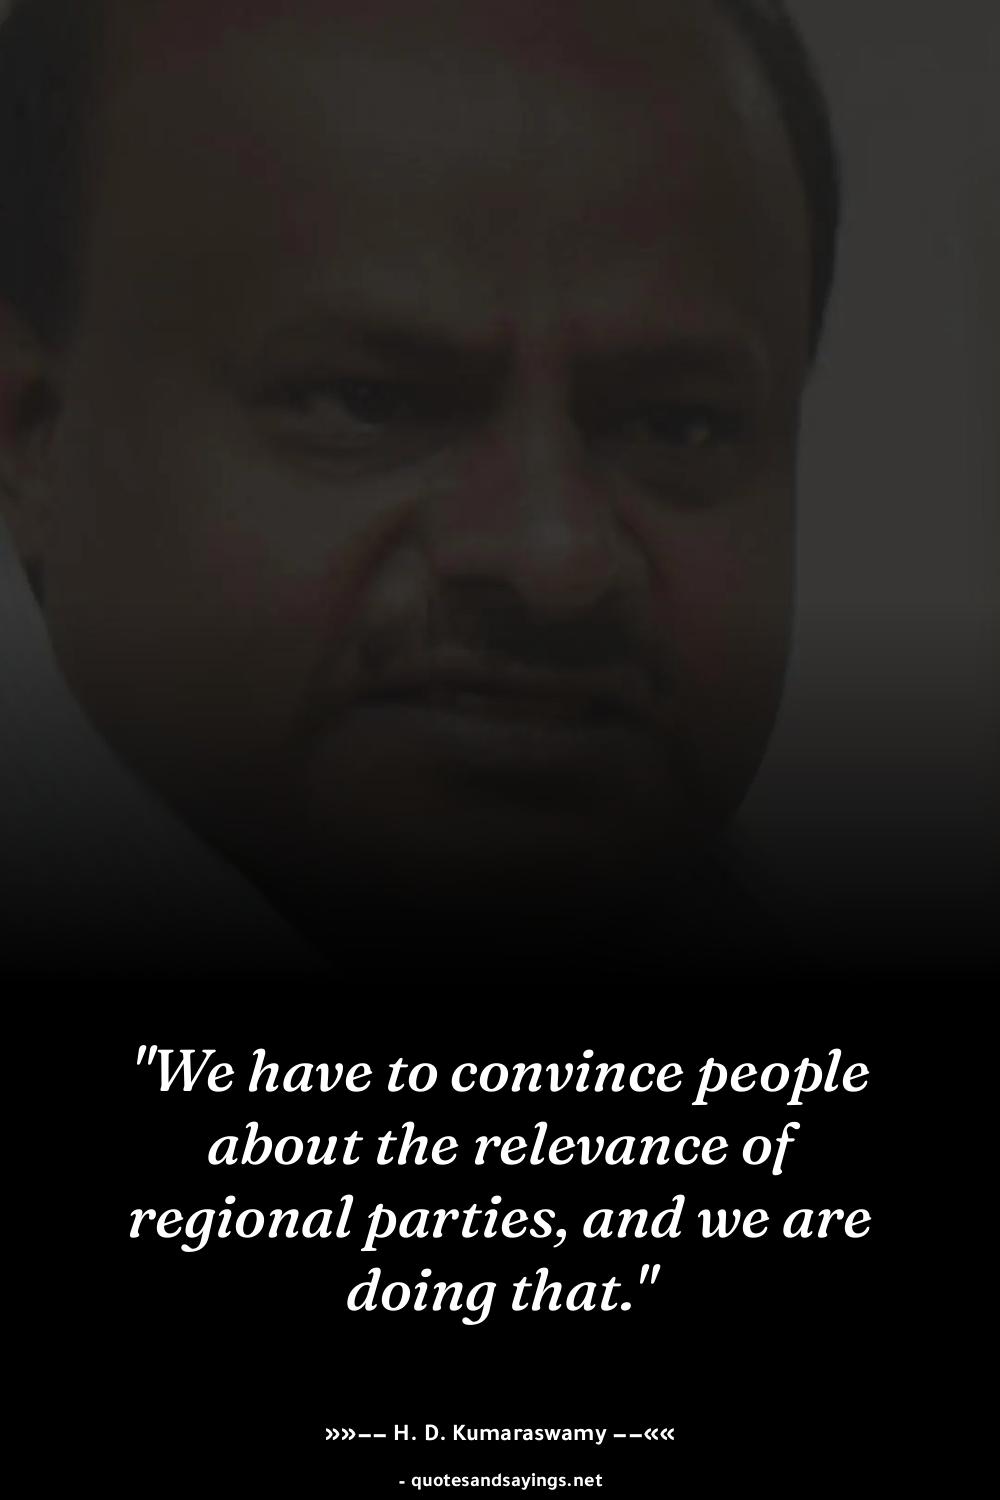 "We have to convince people
about the relevance of
regional parties, and we are
doing that."
»»–– H. D. Kumaraswamy ––««
- quotesandsayings.net